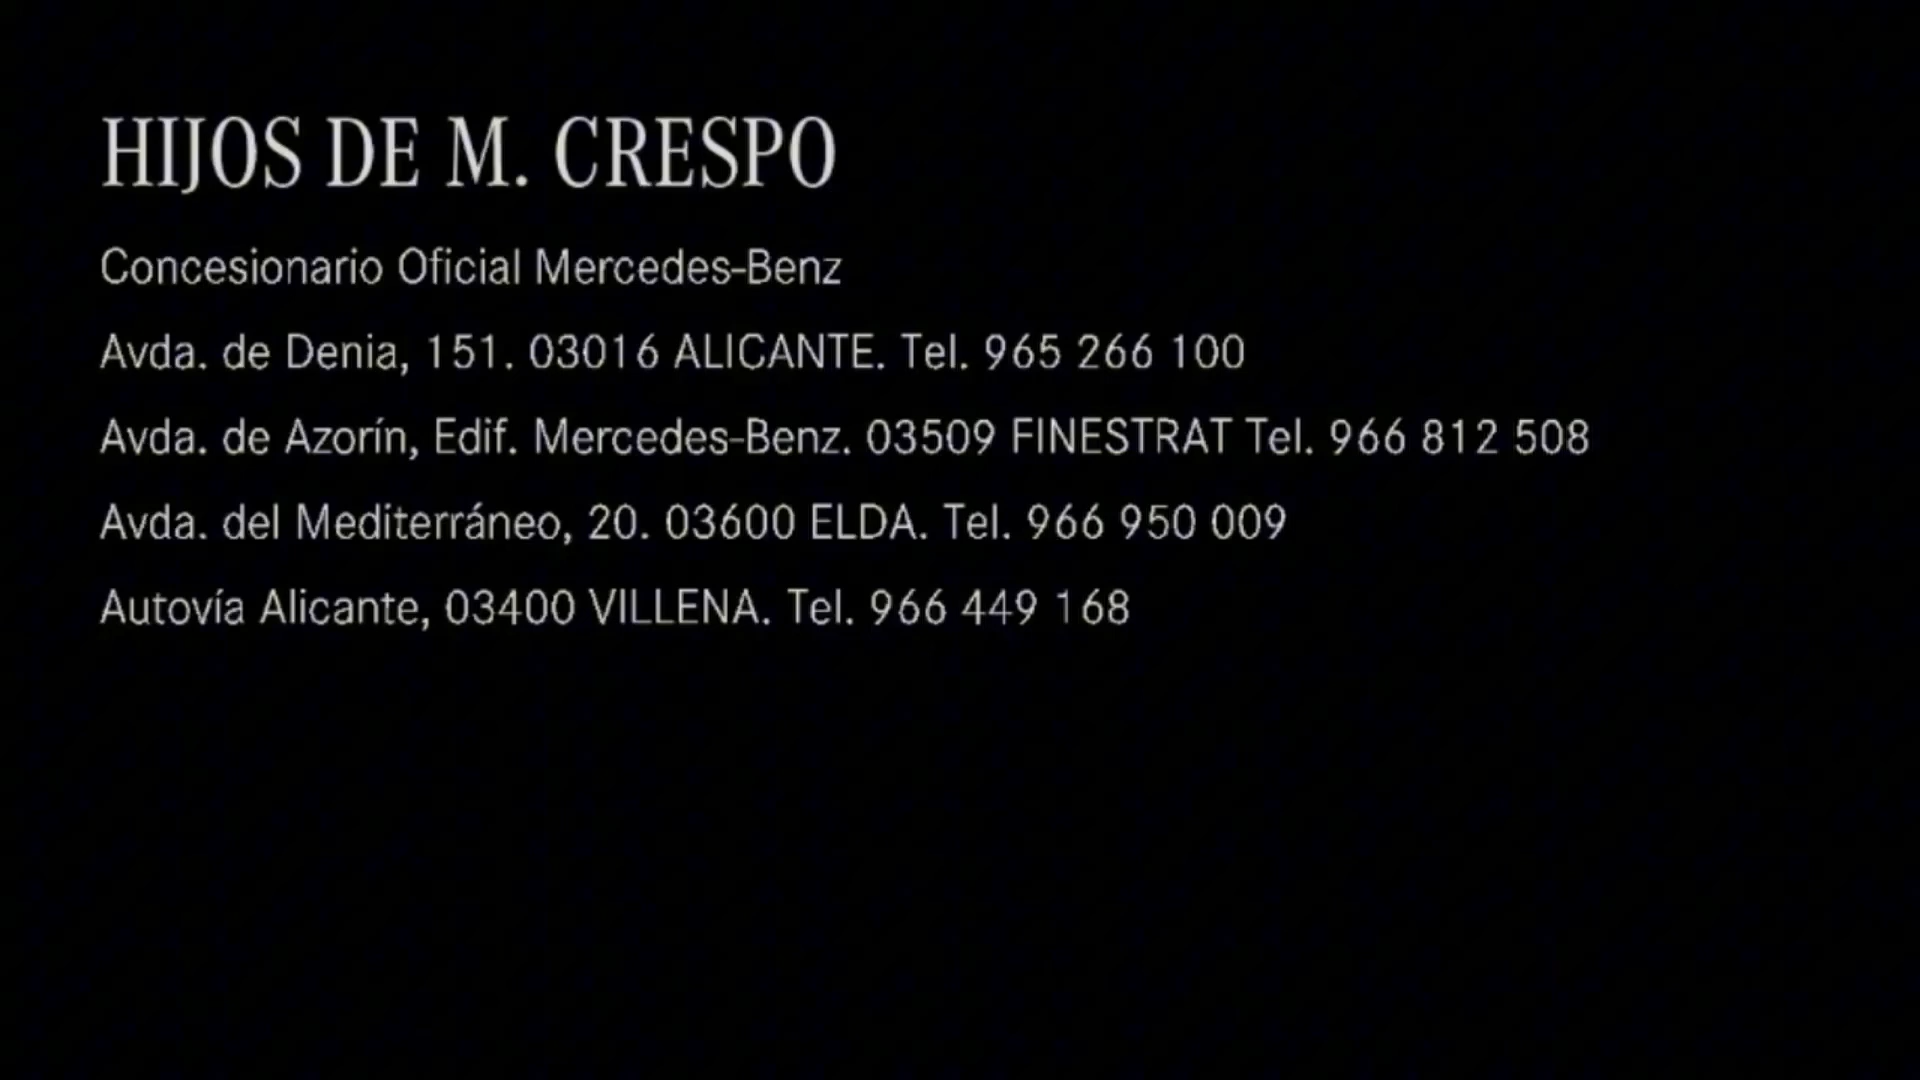 HIJOS DE M. CRESPO
Concesionario Oficial Mercedes-Benz
Avda. de Denia, 151. 03016 ALICANTE. Tel. 965 266 100
Avda. de Azorín, Edif. Mercedes-Benz. 03509 FINESTRAT Tel. 966 812 508
Avda. del Mediterráneo, 20. 03600 ELDA. Tel. 966 950 009
Autovía Alicante, 03400 VILLENA. Tel. 966 449 168